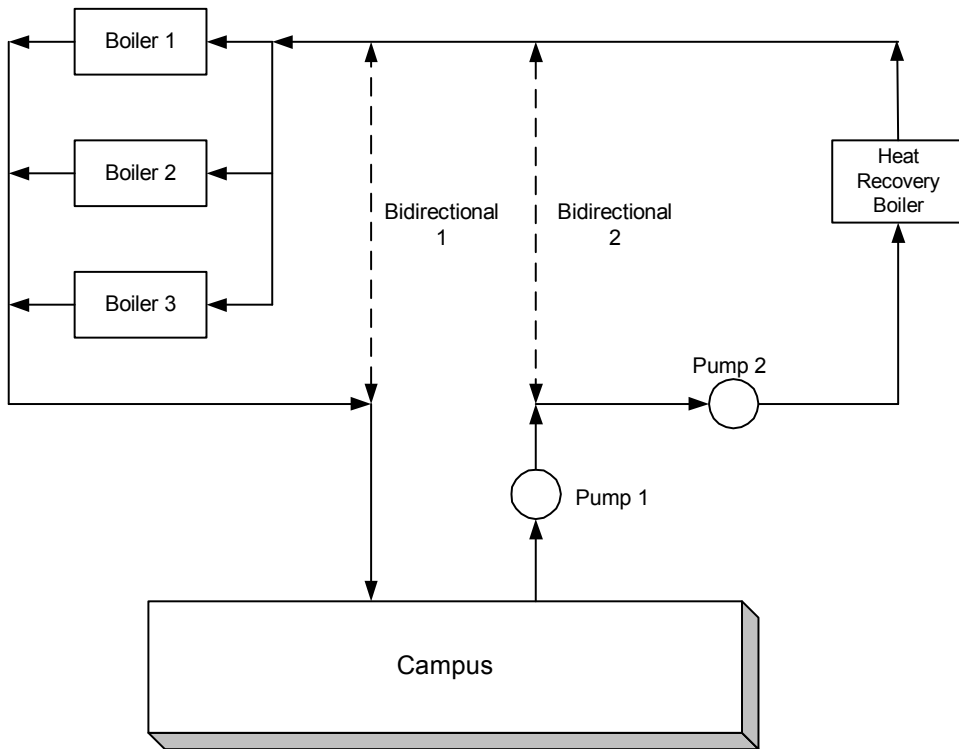 Boiler 1
Boiler 2
Boiler 3
Bidirectional
1
Bidirectional
2
Heat
Recovery
Boiler
Pump 2
Pump 1
Campus